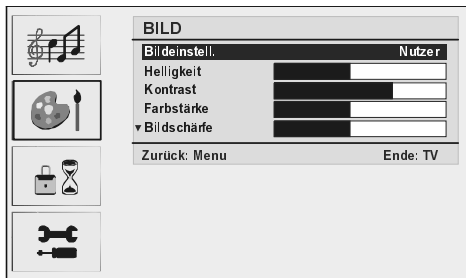 BILD
Bildeinstell. Nutzer
Helligkeit
Kontrast
Farbstärke
▾Bildschärfe
Zurück: Menu Ende: TV